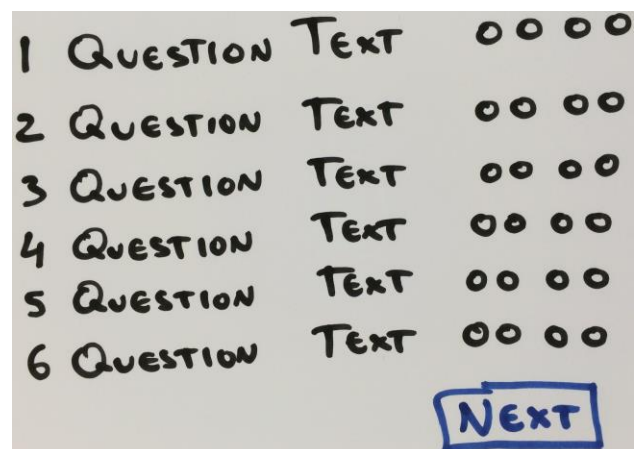 1 Question Text
2 Question Text
3 Question Text
4 Question Text
5 Question Text
6 Question Text
Next